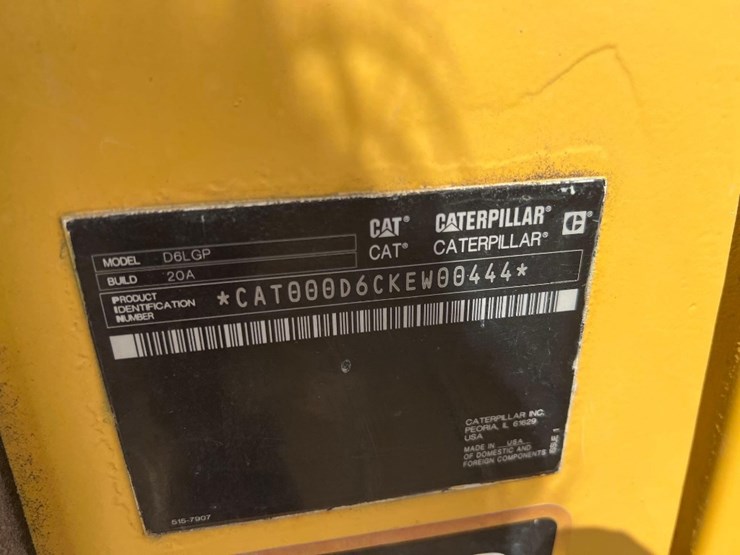 CAT® CATERPILLAR®
CAT® CATERPILLAR®
MODEL D6LGP
BUILD 20A
PRODUCT
IDENTIFICATION
NUMBER
*CAT000D6CKEW00444*
CATERPILLAR INC.
PEORIA, IL 61629
USA
MADE IN USA
OF DOMESTIC AND
FOREIGN COMPONENTS
516-7907